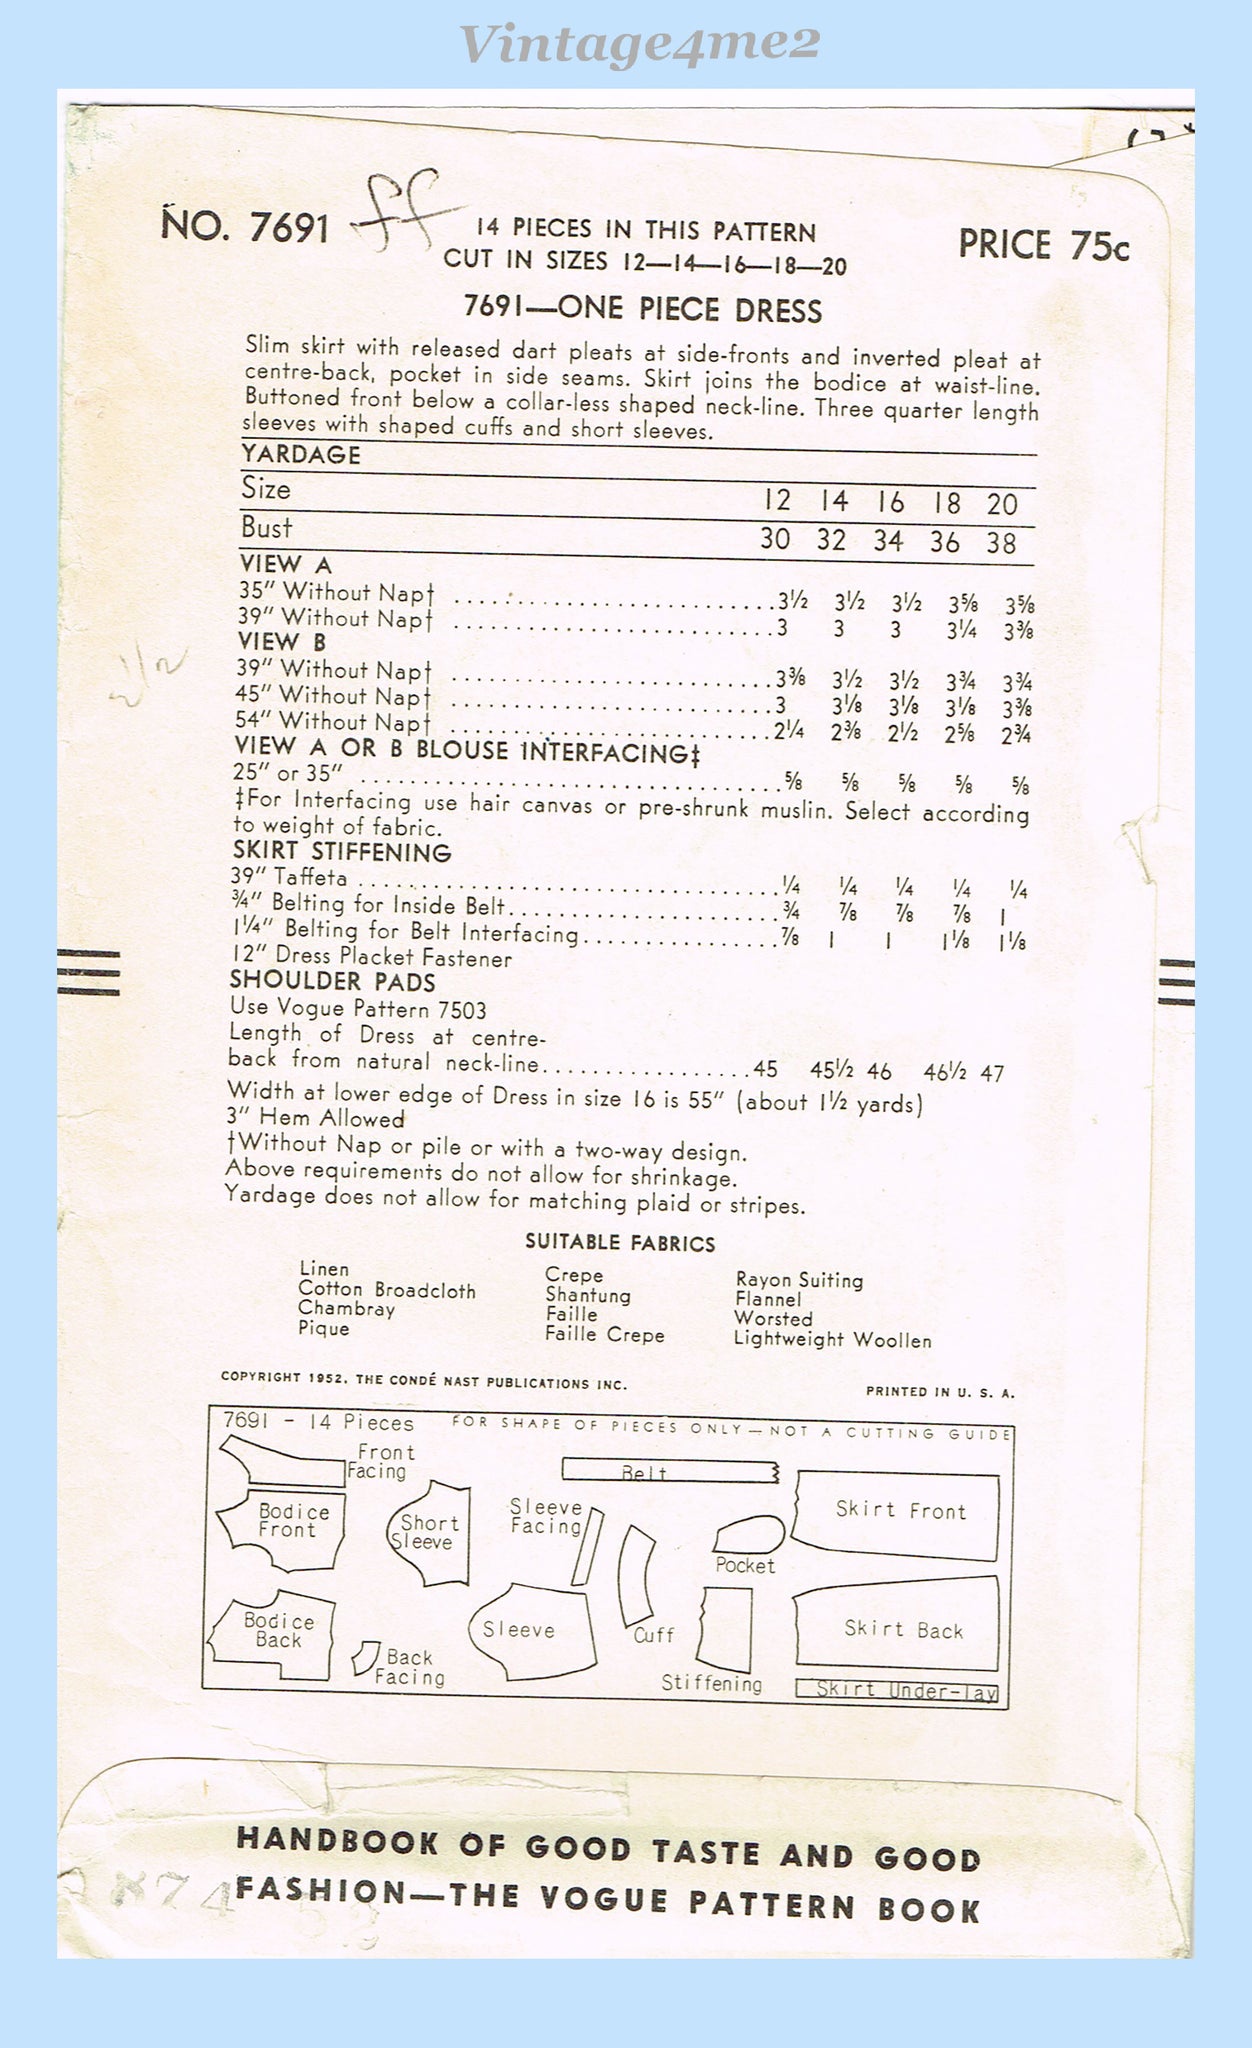 Vintage4me2
NO. 7691 ff
14 PIECES IN THIS PATTERN
CUT IN SIZES 12—14—16—18—20
PRICE 75c
7691—ONE PIECE DRESS
Slim skirt with released dart pleats at side-fronts and inverted pleat at
centre-back, pocket in side seams. Skirt joins the bodice at waist-line.
Buttoned front below a collar-less shaped neck-line. Three quarter length
sleeves with shaped cuffs and short sleeves.
YARDAGE
Size 12 14 16 18 20
Bust 30 32 34 36 38
VIEW A
35" Without Nap† ............................3½ 3½ 3½ 3⅝ 3⅝
39" Without Nap† ............................3 3 3 3¼ 3⅜
VIEW B
39" Without Nap† ............................3⅜ 3½ 3½ 3¾ 3¾
45" Without Nap† ............................3 3⅛ 3⅛ 3⅛ 3⅜
54" Without Nap† ............................2¼ 2⅜ 2½ 2⅝ 2¾
2 1/2
VIEW A OR B BLOUSE INTERFACING‡
25" or 35" .....................................⅝ ⅝ ⅝ ⅝ ⅝
‡For Interfacing use hair canvas or pre-shrunk muslin. Select according
to weight of fabric.
SKIRT STIFFENING
39" Taffeta .....................................¼ ¼ ¼ ¼ ¼
¾" Belting for Inside Belt........................¾ ⅞ ⅞ ⅞ 1
1¼" Belting for Belt Interfacing.................⅞ 1 1 1⅛ 1⅛
12" Dress Placket Fastener
SHOULDER PADS
Use Vogue Pattern 7503
Length of Dress at centre-
back from natural neck-line..................45 45½ 46 46½ 47
Width at lower edge of Dress in size 16 is 55" (about 1½ yards)
3" Hem Allowed
†Without Nap or pile or with a two-way design.
Above requirements do not allow for shrinkage.
Yardage does not allow for matching plaid or stripes.
SUITABLE FABRICS
Linen Crepe Rayon Suiting
Cotton Broadcloth Shantung Flannel
Chambray Faille Worsted
Pique Faille Crepe Lightweight Woollen
COPYRIGHT 1952, THE CONDÉ NAST PUBLICATIONS INC.
PRINTED IN U. S. A.
7691 - 14 Pieces FOR SHAPE OF PIECES ONLY—NOT A CUTTING GUIDE
Front
Facing
Belt
Bodice
Front
Short
Sleeve
Sleeve
Facing
Skirt Front
Pocket
Bodice
Back
Sleeve
Cuff
Skirt Back
Back
Facing
Stiffening
Skirt Under-lay
HANDBOOK OF GOOD TASTE AND GOOD
FASHION—THE VOGUE PATTERN BOOK